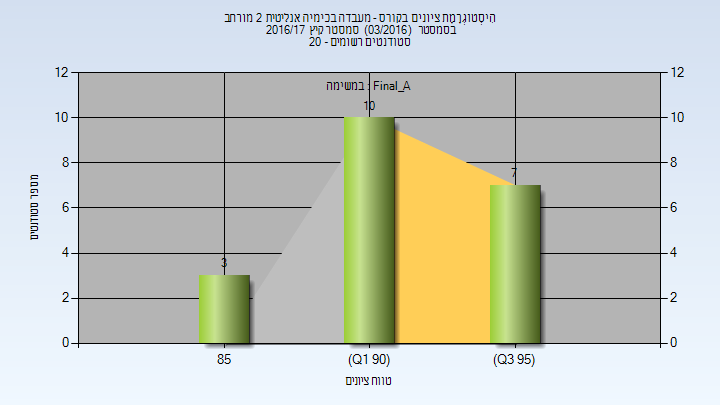 הִיסְטוֹגְרָמַת ציונים בקורס - מעבדה בכימיה אנליטית 2 מורחב
בסמסטר (03/2016) סמסטר קיץ 2016/17
סטודנטים רשומים - 20
במשימה : Final_A
12 12
10 10
8 8
6 6
4 4
2 2
0 0
3
10
7
מספר סטודנטים
85 (Q1 90) (Q3 95)
טווח ציונים